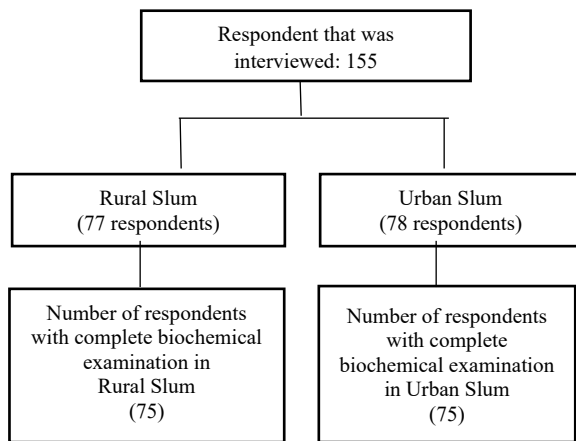 Respondent that was
interviewed: 155
Rural Slum
(77 respondents)
Urban Slum
(78 respondents)
Number of respondents
with complete biochemical
examination in
Rural Slum
(75)
Number of respondents
with complete
biochemical examination
in Urban Slum
(75)